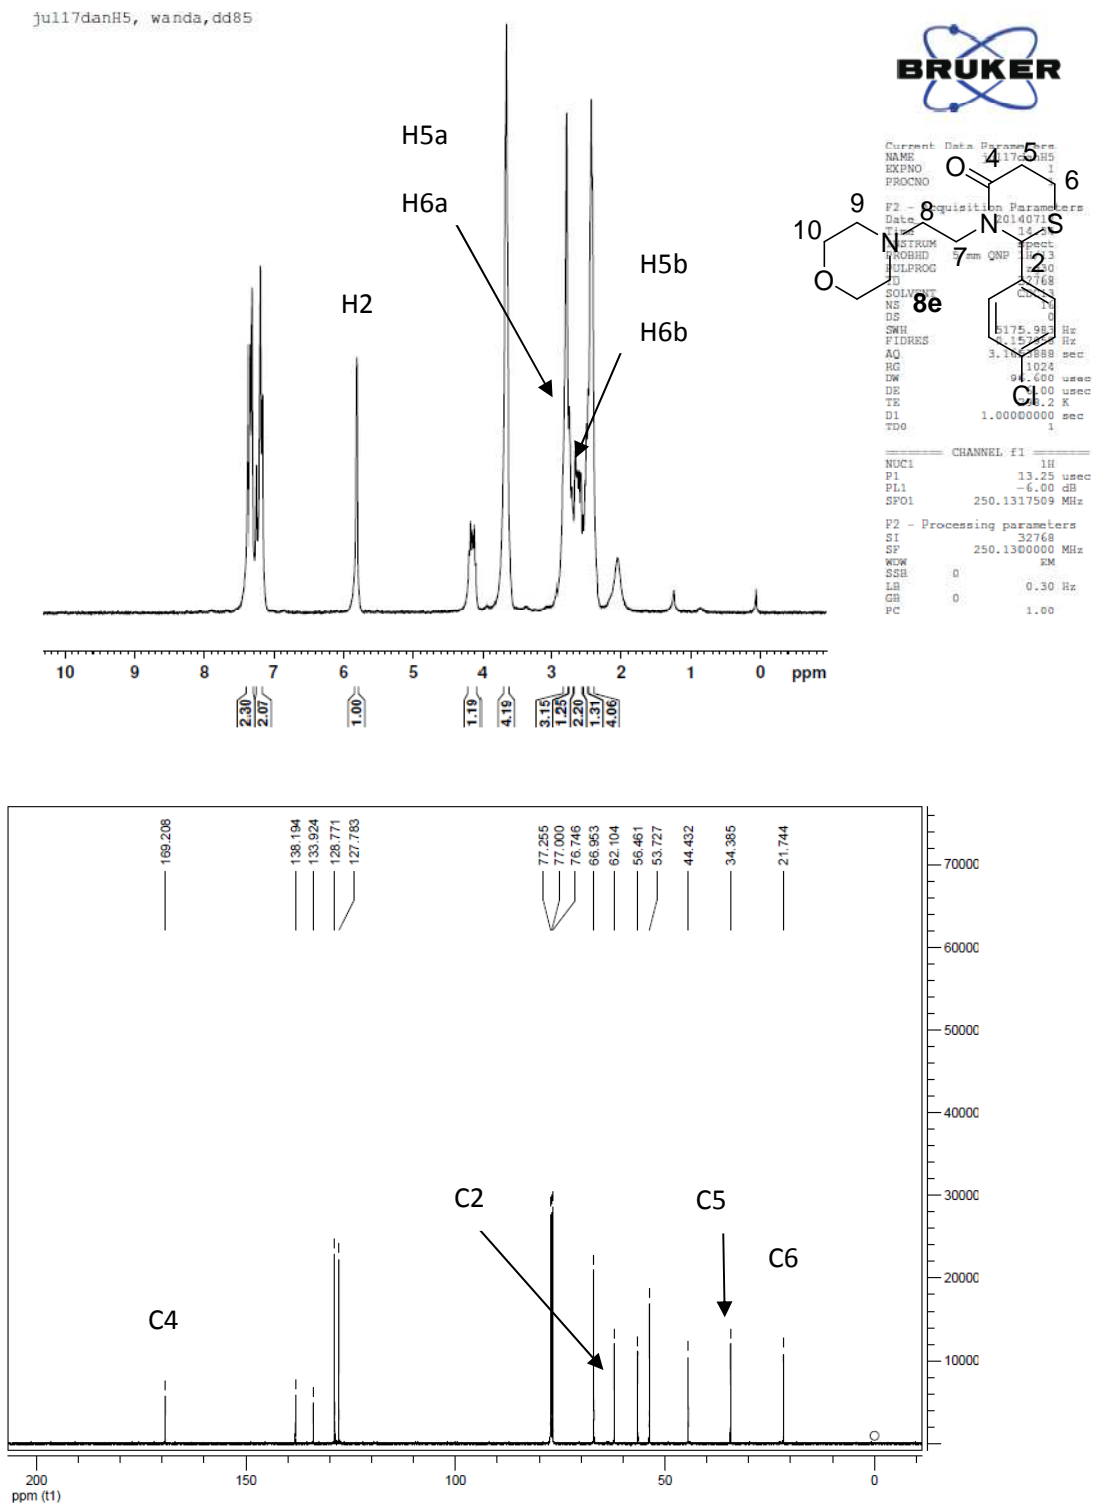 jul17danH5, wanda,dd85
BRUKER
H5a
H6a
H2
H5b
H6b
Current Data Parameters
NAME
EXPNO 1
PROCNO
F2 - Acquisition Parameters
Date_
Time
INSTRUM spect
PROBHD 5 mm QNP
PULPROG
TD 32768
SOLVENT
NS 16
DS 0
SWH 5175.983 Hz
FIDRES Hz
AQ sec
RG 1024
DW usec
DE usec
TE K
D1 1.00000000 sec
TD0 1
CHANNEL f1
NUC1 1H
P1 13.25 usec
PL1 -6.00 dB
SFO1 250.1317509 MHz
F2 - Processing parameters
SI 32768
SF 250.1300000 MHz
WDW EM
SSB 0
LB 0.30 Hz
GB 0
PC 1.00
O 4 5
6
9 8 N S
10 N 7 2
O 8e
Cl
10 9 8 7 6 5 4 3 2 1 0 ppm
2.30 2.07 1.00 1.19 4.19 3.15 1.25 2.20 1.31 4.06
169.208 138.194 133.924 128.771 127.783 77.255 77.000 76.746 66.953 62.104 56.461 53.727 44.432 34.385 21.744
70000
60000
50000
40000
30000
20000
10000
0
C2
C5
C6
C4
200 150 100 50 0
ppm (t1)